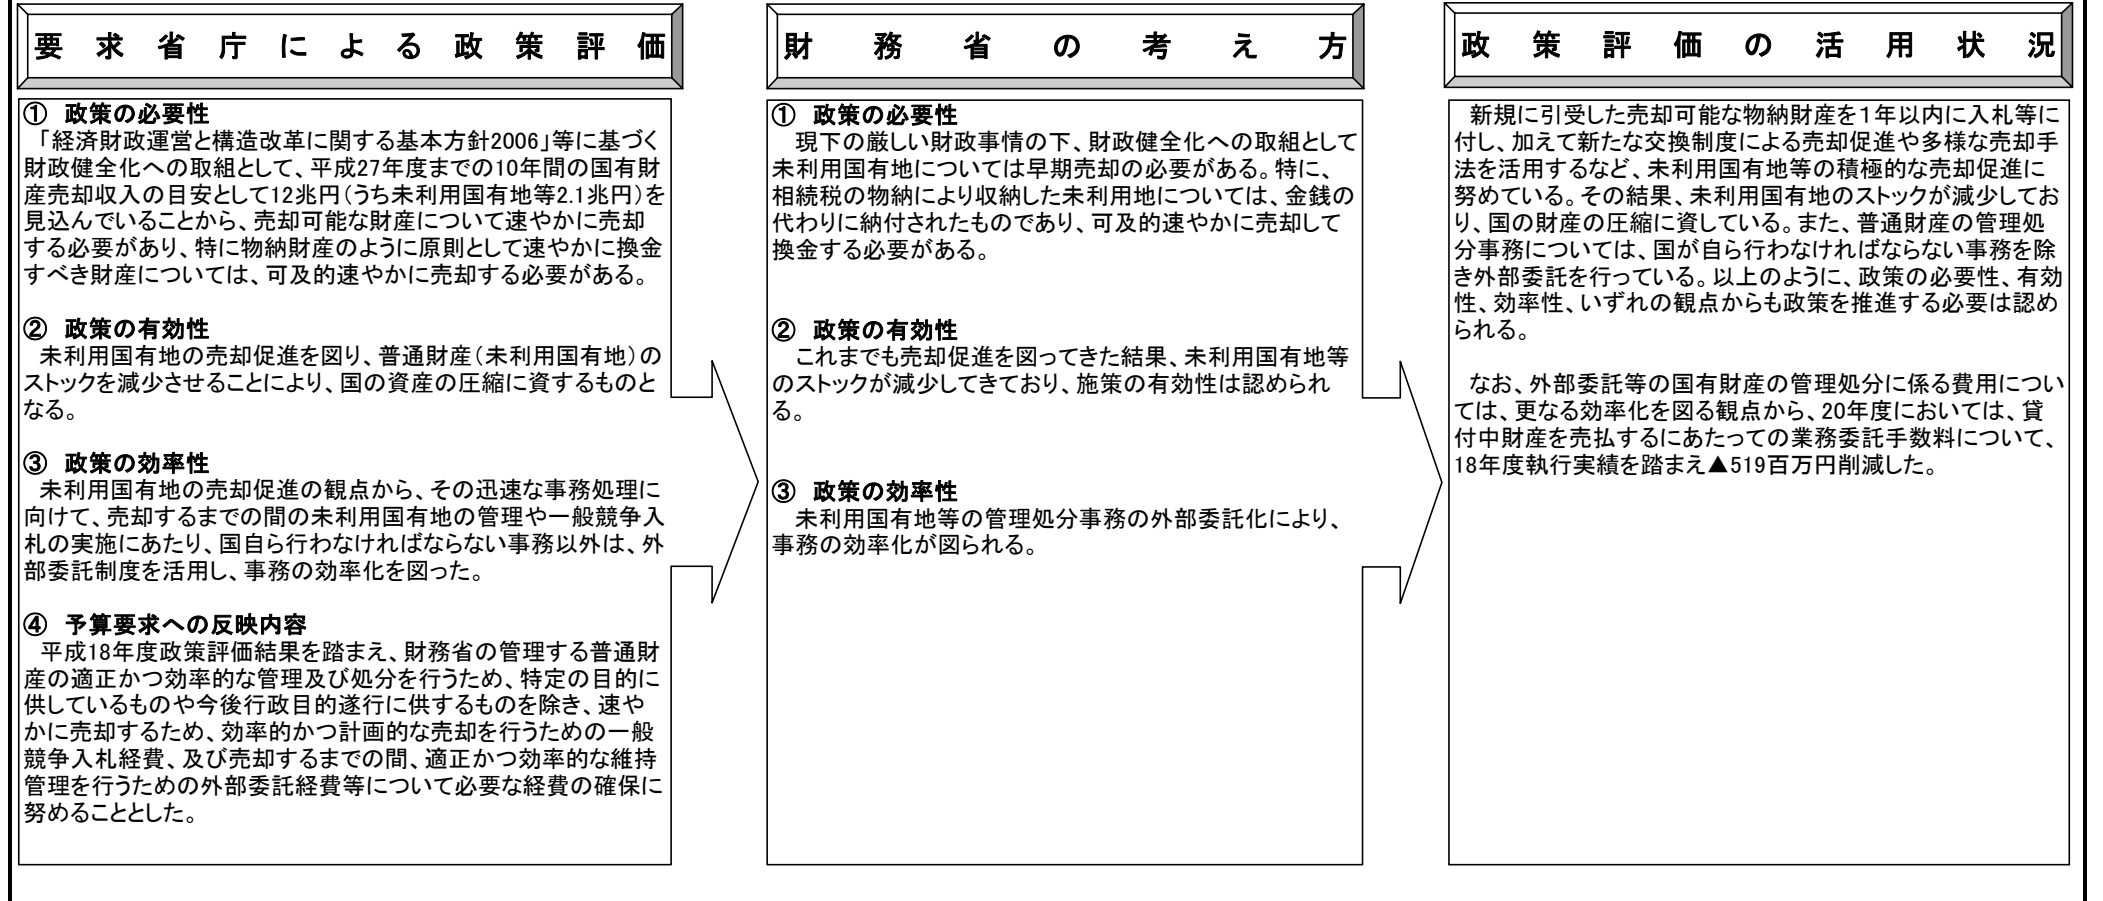 要求省庁による政策評価
① 政策の必要性
「経済財政運営と構造改革に関する基本方針2006」等に基づく
財政健全化への取組として、平成27年度までの10年間の国有財
産売却収入の目安として12兆円（うち未利用国有地等2.1兆円）を
見込んでいることから、売却可能な財産について速やかに売却
する必要があり、特に物納財産のように原則として速やかに換金
すべき財産については、可及的速やかに売却する必要がある。
② 政策の有効性
未利用国有地の売却促進を図り、普通財産（未利用国有地）の
ストックを減少させることにより、国の資産の圧縮に資するものと
なる。
③ 政策の効率性
未利用国有地の売却促進の観点から、その迅速な事務処理に
向けて、売却するまでの間の未利用国有地の管理や一般競争入
札の実施にあたり、国自ら行わなければならない事務以外は、外
部委託制度を活用し、事務の効率化を図った。
④ 予算要求への反映内容
平成18年度政策評価結果を踏まえ、財務省の管理する普通財
産の適正かつ効率的な管理及び処分を行うため、特定の目的に
供しているものや今後行政目的遂行に供するものを除き、速や
かに売却するため、効率的かつ計画的な売却を行うための一般
競争入札経費、及び売却するまでの間、適正かつ効率的な維持
管理を行うための外部委託経費等について必要な経費の確保に
努めることとした。
財務省の考え方
① 政策の必要性
現下の厳しい財政事情の下、財政健全化への取組として
未利用国有地については早期売却の必要がある。特に、
相続税の物納により収納した未利用地については、金銭の
代わりに納付されたものであり、可及的速やかに売却して
換金する必要がある。
② 政策の有効性
これまでも売却促進を図ってきた結果、未利用国有地等
のストックが減少してきており、施策の有効性は認められ
る。
③ 政策の効率性
未利用国有地等の管理処分事務の外部委託化により、
事務の効率化が図られる。
政策評価の活用状況
新規に引受した売却可能な物納財産を１年以内に入札等に
付し、加えて新たな交換制度による売却促進や多様な売却手
法を活用するなど、未利用国有地等の積極的な売却促進に
努めている。その結果、未利用国有地のストックが減少してお
り、国の財産の圧縮に資している。また、普通財産の管理処
分事務については、国が自ら行わなければならない事務を除
き外部委託を行っている。以上のように、政策の必要性、有効
性、効率性、いずれの観点からも政策を推進する必要は認め
られる。
なお、外部委託等の国有財産の管理処分に係る費用につい
ては、更なる効率化を図る観点から、20年度においては、貸
付中財産を売払するにあたっての業務委託手数料について、
18年度執行実績を踏まえ▲519百万円削減した。